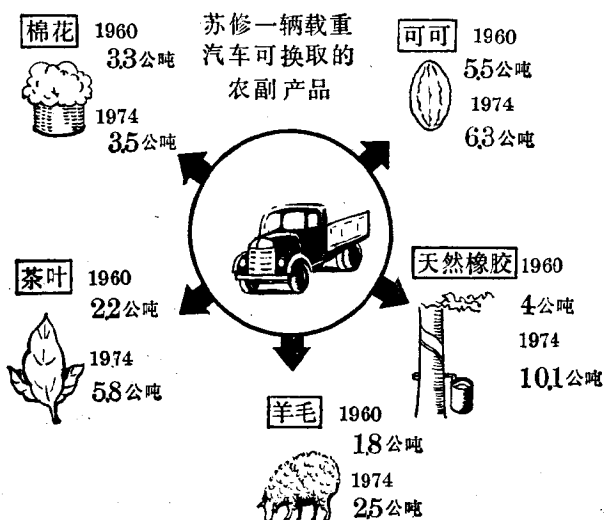 苏修一辆载重
汽车可换取的
农副产品
棉花 1960
3.3公吨
1974
3.5公吨
可可 1960
5.5公吨
1974
6.3公吨
茶叶 1960
2.2公吨
1974
5.8公吨
天然橡胶 1960
4公吨
1974
10.1公吨
羊毛 1960
1.8公吨
1974
2.5公吨